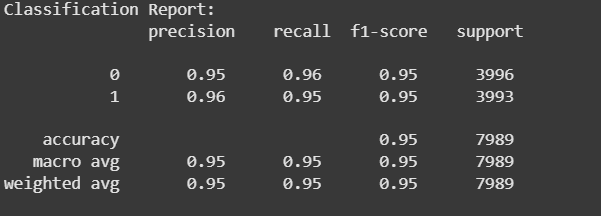 Classification Report:
precision recall f1-score support
0 0.95 0.96 0.95 3996
1 0.96 0.95 0.95 3993
accuracy 0.95 7989
macro avg 0.95 0.95 0.95 7989
weighted avg 0.95 0.95 0.95 7989